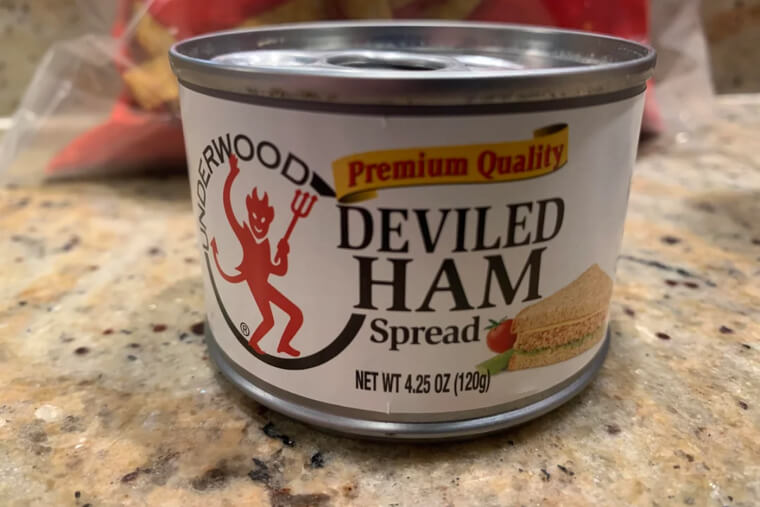 UNDERWOOD
®
Premium Quality
DEVILED
HAM
Spread
NET WT 4.25 OZ (120g)